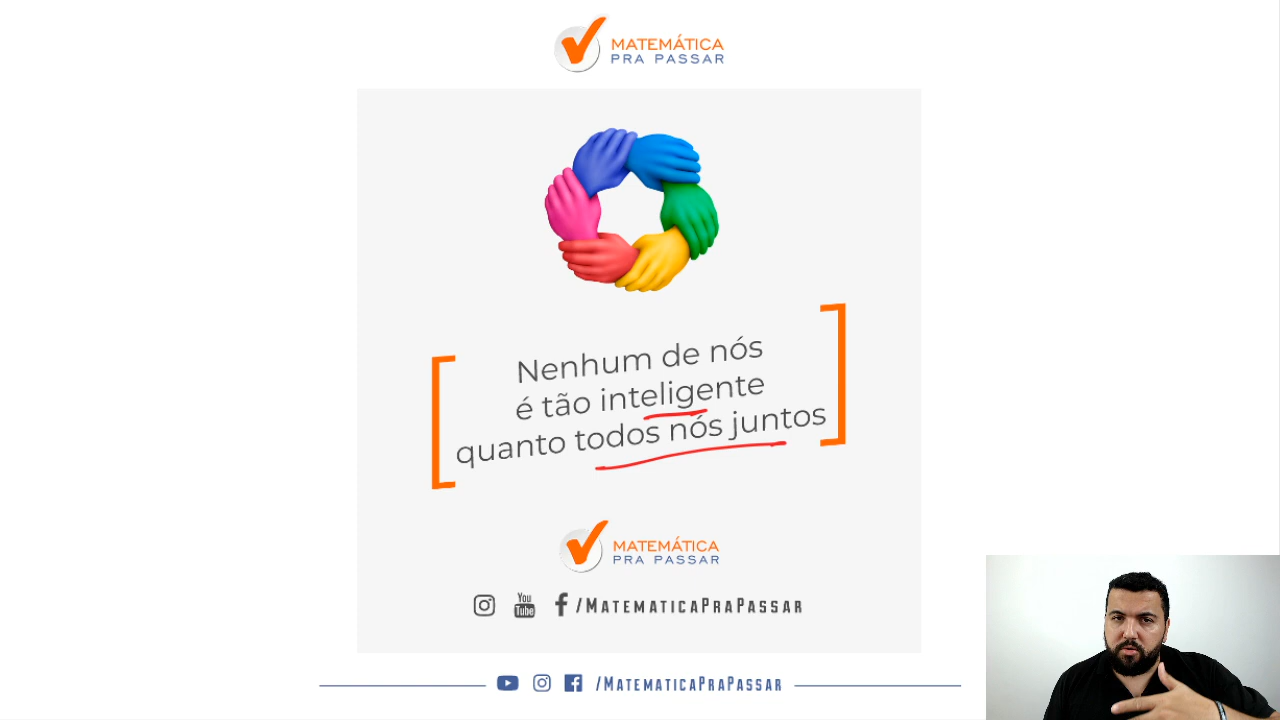 MATEMÁTICA
PRA PASSAR
Nenhum de nós
é tão inteligente
quanto todos nós juntos
MATEMÁTICA
PRA PASSAR
You
Tube
/MATEMATICAPRAPASSAR
/MATEMATICAPRAPASSAR